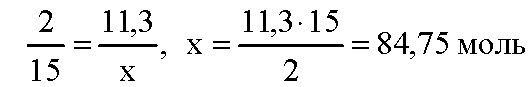 2/15 = 11,3/x, x = 11,3·15/2 = 84,75 моль